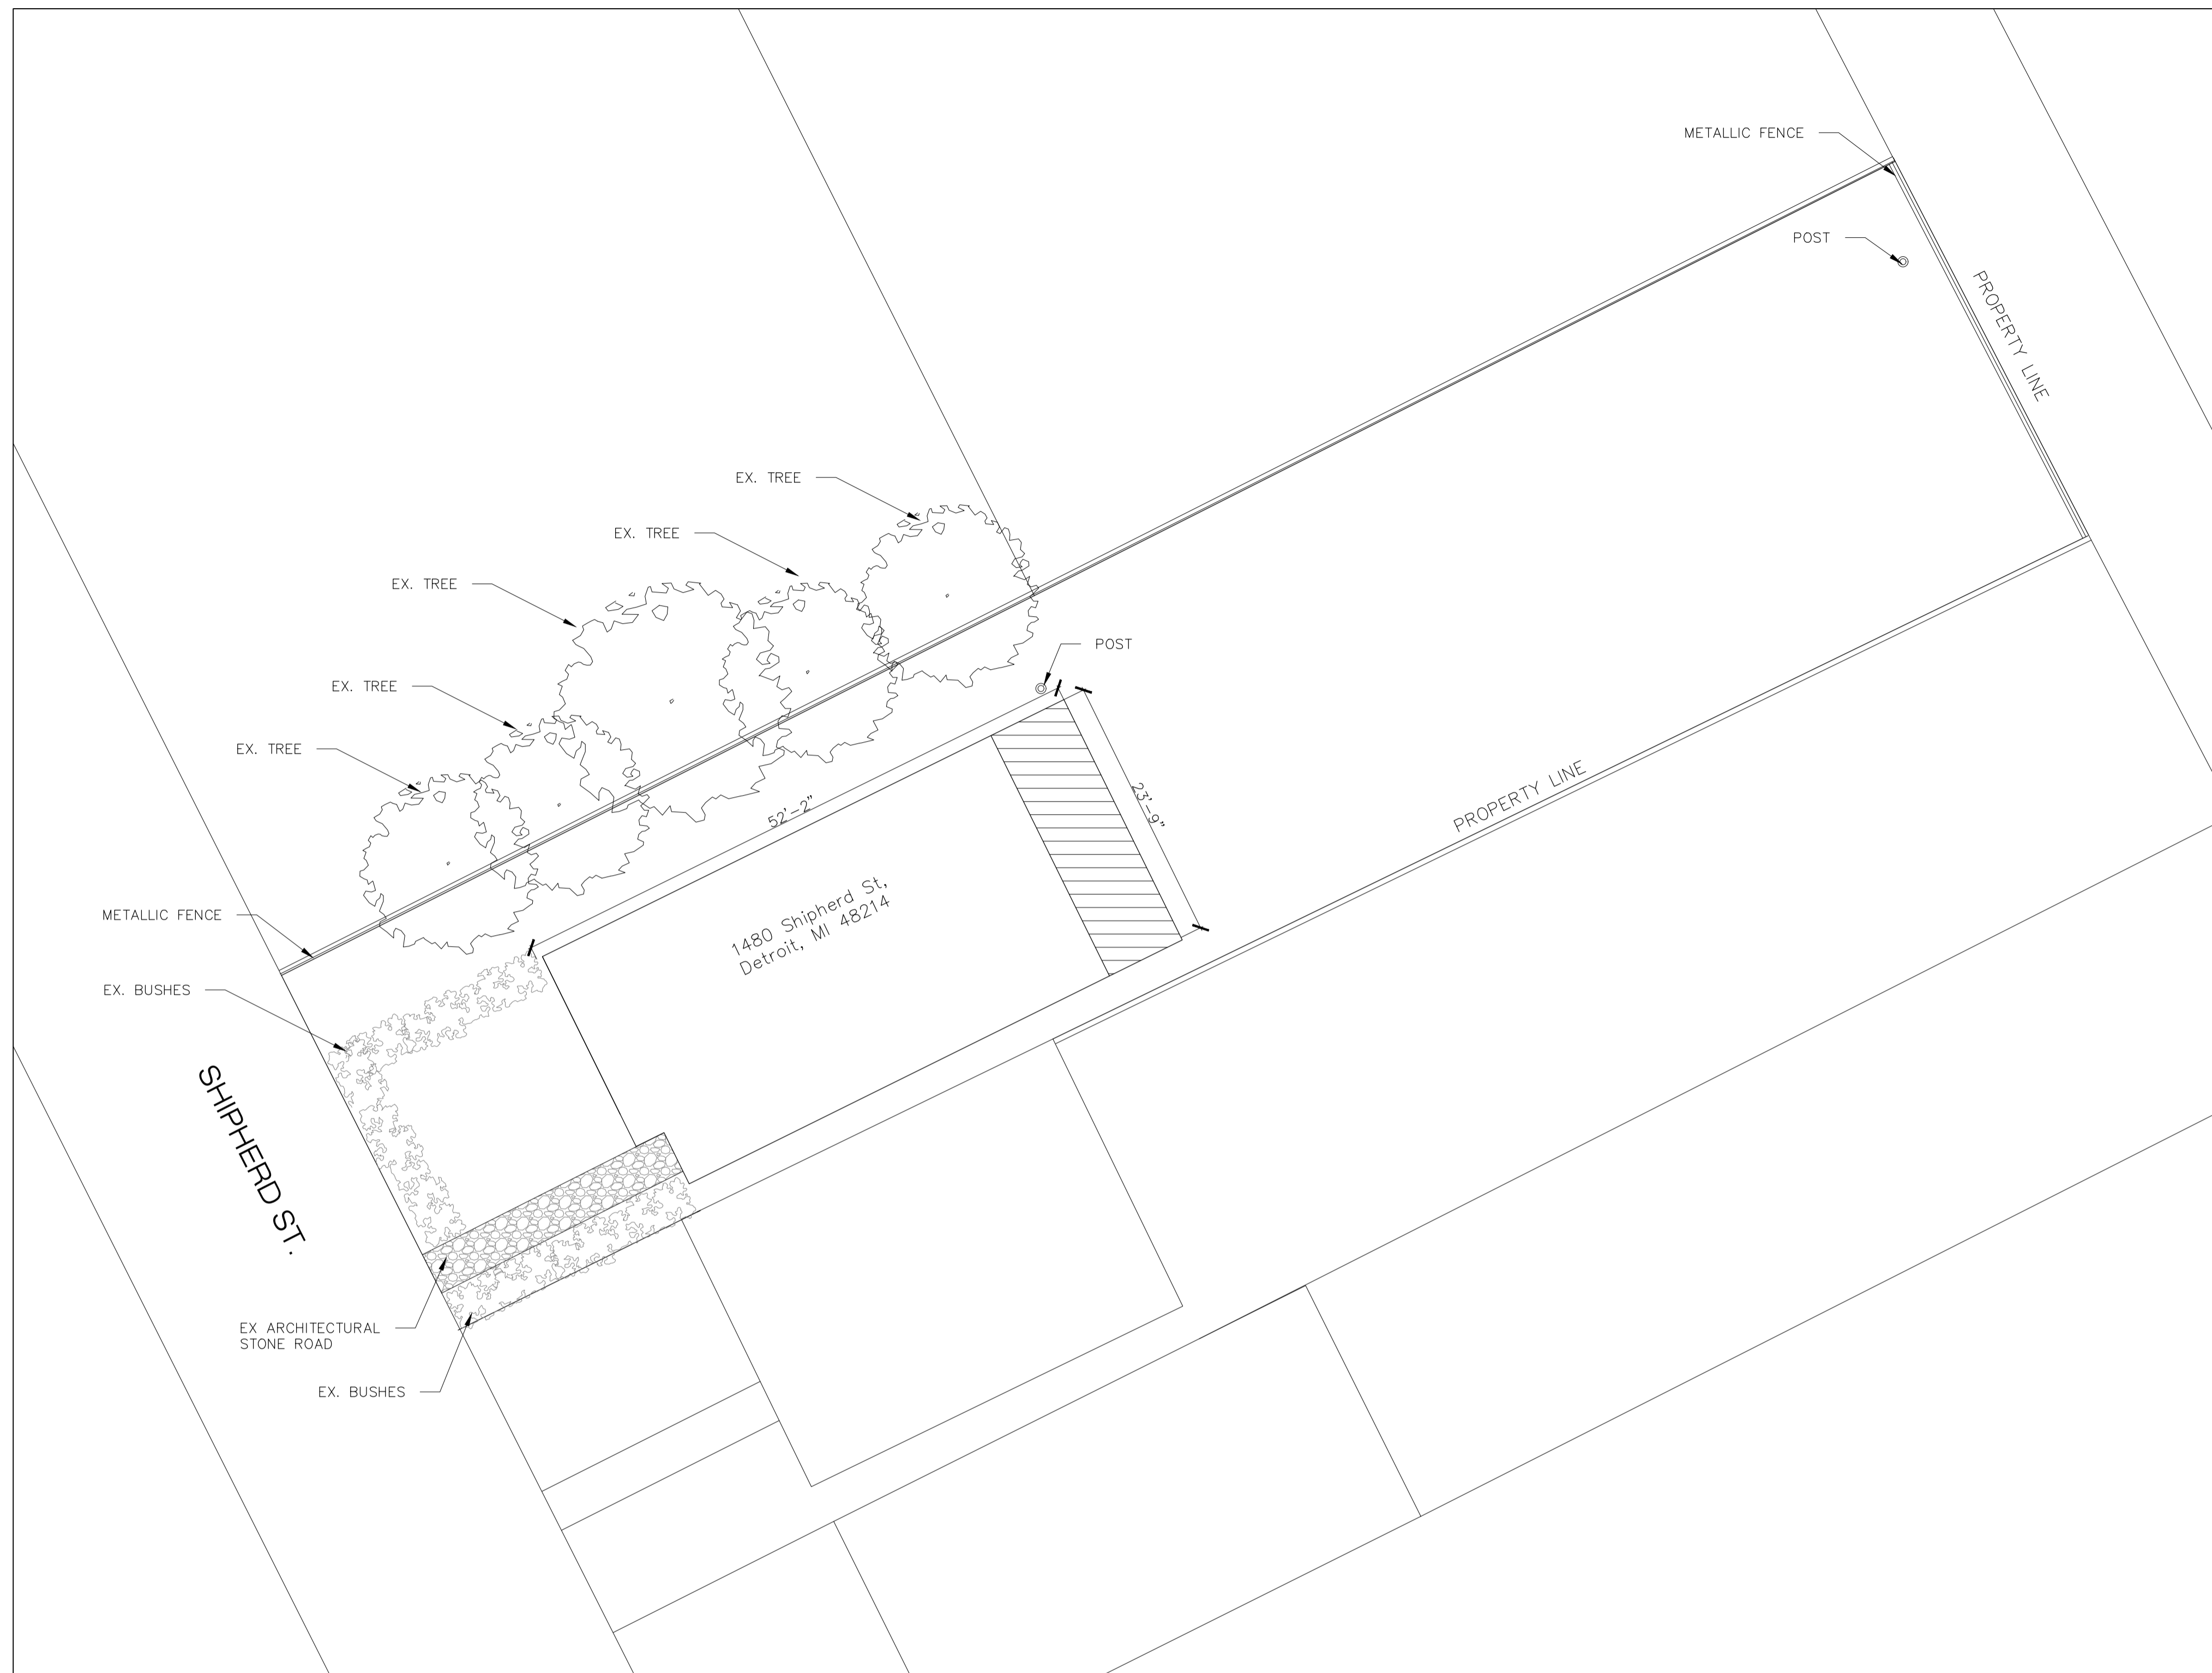 METALLIC FENCE
POST
PROPERTY LINE
EX. TREE
EX. TREE
EX. TREE
POST
EX. TREE
EX. TREE
52'-2"
23'-9"
PROPERTY LINE
1480 Shipherd St,
Detroit, MI 48214
METALLIC FENCE
EX. BUSHES
SHIPHERD ST.
EX ARCHITECTURAL
STONE ROAD
EX. BUSHES